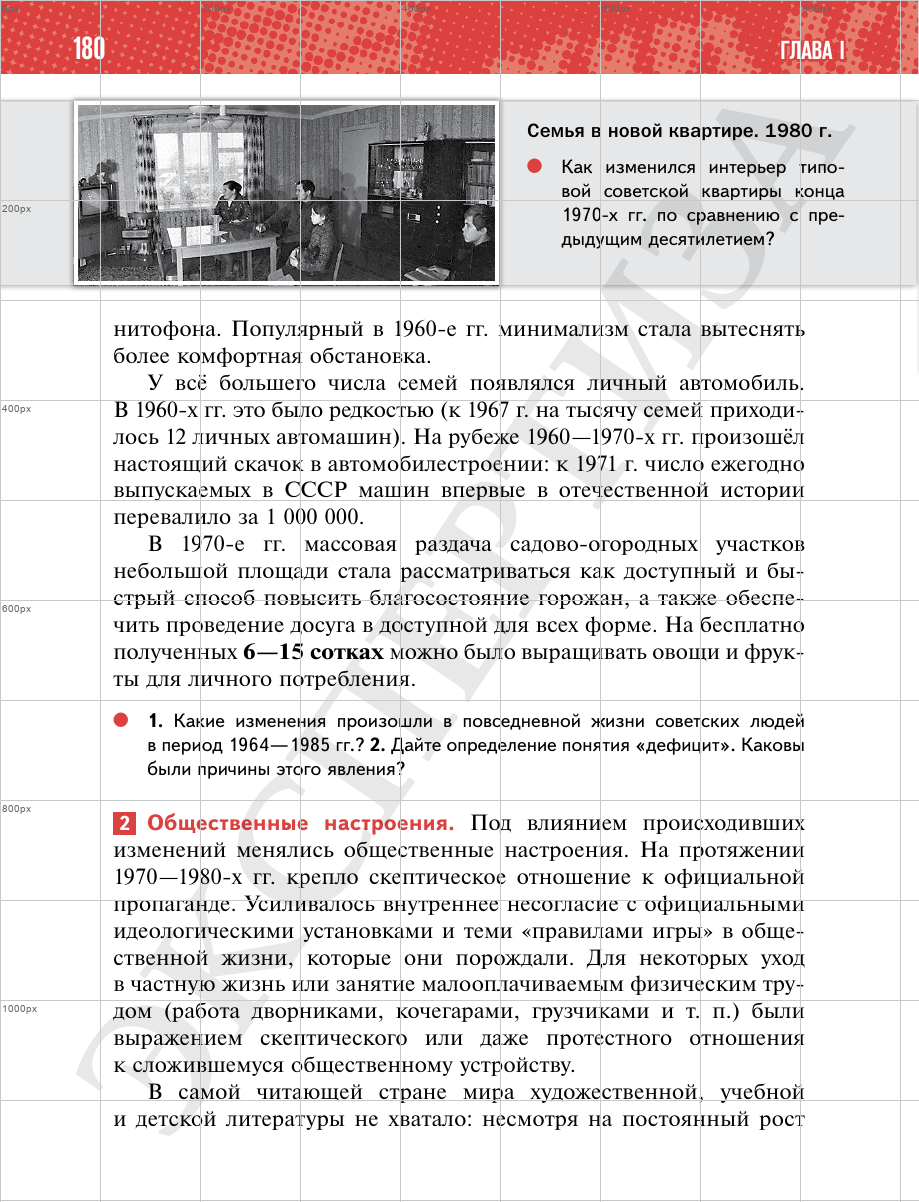 180
ГЛАВА I
Семья в новой квартире. 1980 г.
Как изменился интерьер типо-
вой советской квартиры конца
1970-х гг. по сравнению с пре-
дыдущим десятилетием?
нитофона. Популярный в 1960-е гг. минимализм стала вытеснять
более комфортная обстановка.
У всё большего числа семей появлялся личный автомобиль.
В 1960-х гг. это было редкостью (к 1967 г. на тысячу семей приходи-
лось 12 личных автомашин). На рубеже 1960—1970-х гг. произошёл
настоящий скачок в автомобилестроении: к 1971 г. число ежегодно
выпускаемых в СССР машин впервые в отечественной истории
перевалило за 1 000 000.
В 1970-е гг. массовая раздача садово-огородных участков
небольшой площади стала рассматриваться как доступный и бы-
стрый способ повысить благосостояние горожан, а также обеспе-
чить проведение досуга в доступной для всех форме. На бесплатно
полученных 6—15 сотках можно было выращивать овощи и фрук-
ты для личного потребления.
1. Какие изменения произошли в повседневной жизни советских людей
в период 1964—1985 гг.? 2. Дайте определение понятия «дефицит». Каковы
были причины этого явления?
2 Общественные настроения. Под влиянием происходивших
изменений менялись общественные настроения. На протяжении
1970—1980-х гг. крепло скептическое отношение к официальной
пропаганде. Усиливалось внутреннее несогласие с официальными
идеологическими установками и теми «правилами игры» в обще-
ственной жизни, которые они порождали. Для некоторых уход
в частную жизнь или занятие малооплачиваемым физическим тру-
дом (работа дворниками, кочегарами, грузчиками и т. п.) были
выражением скептического или даже протестного отношения
к сложившемуся общественному устройству.
В самой читающей стране мира художественной, учебной
и детской литературы не хватало: несмотря на постоянный рост
ЭКСПЕРТИЗА
200px
400px
600px
800px
1000px